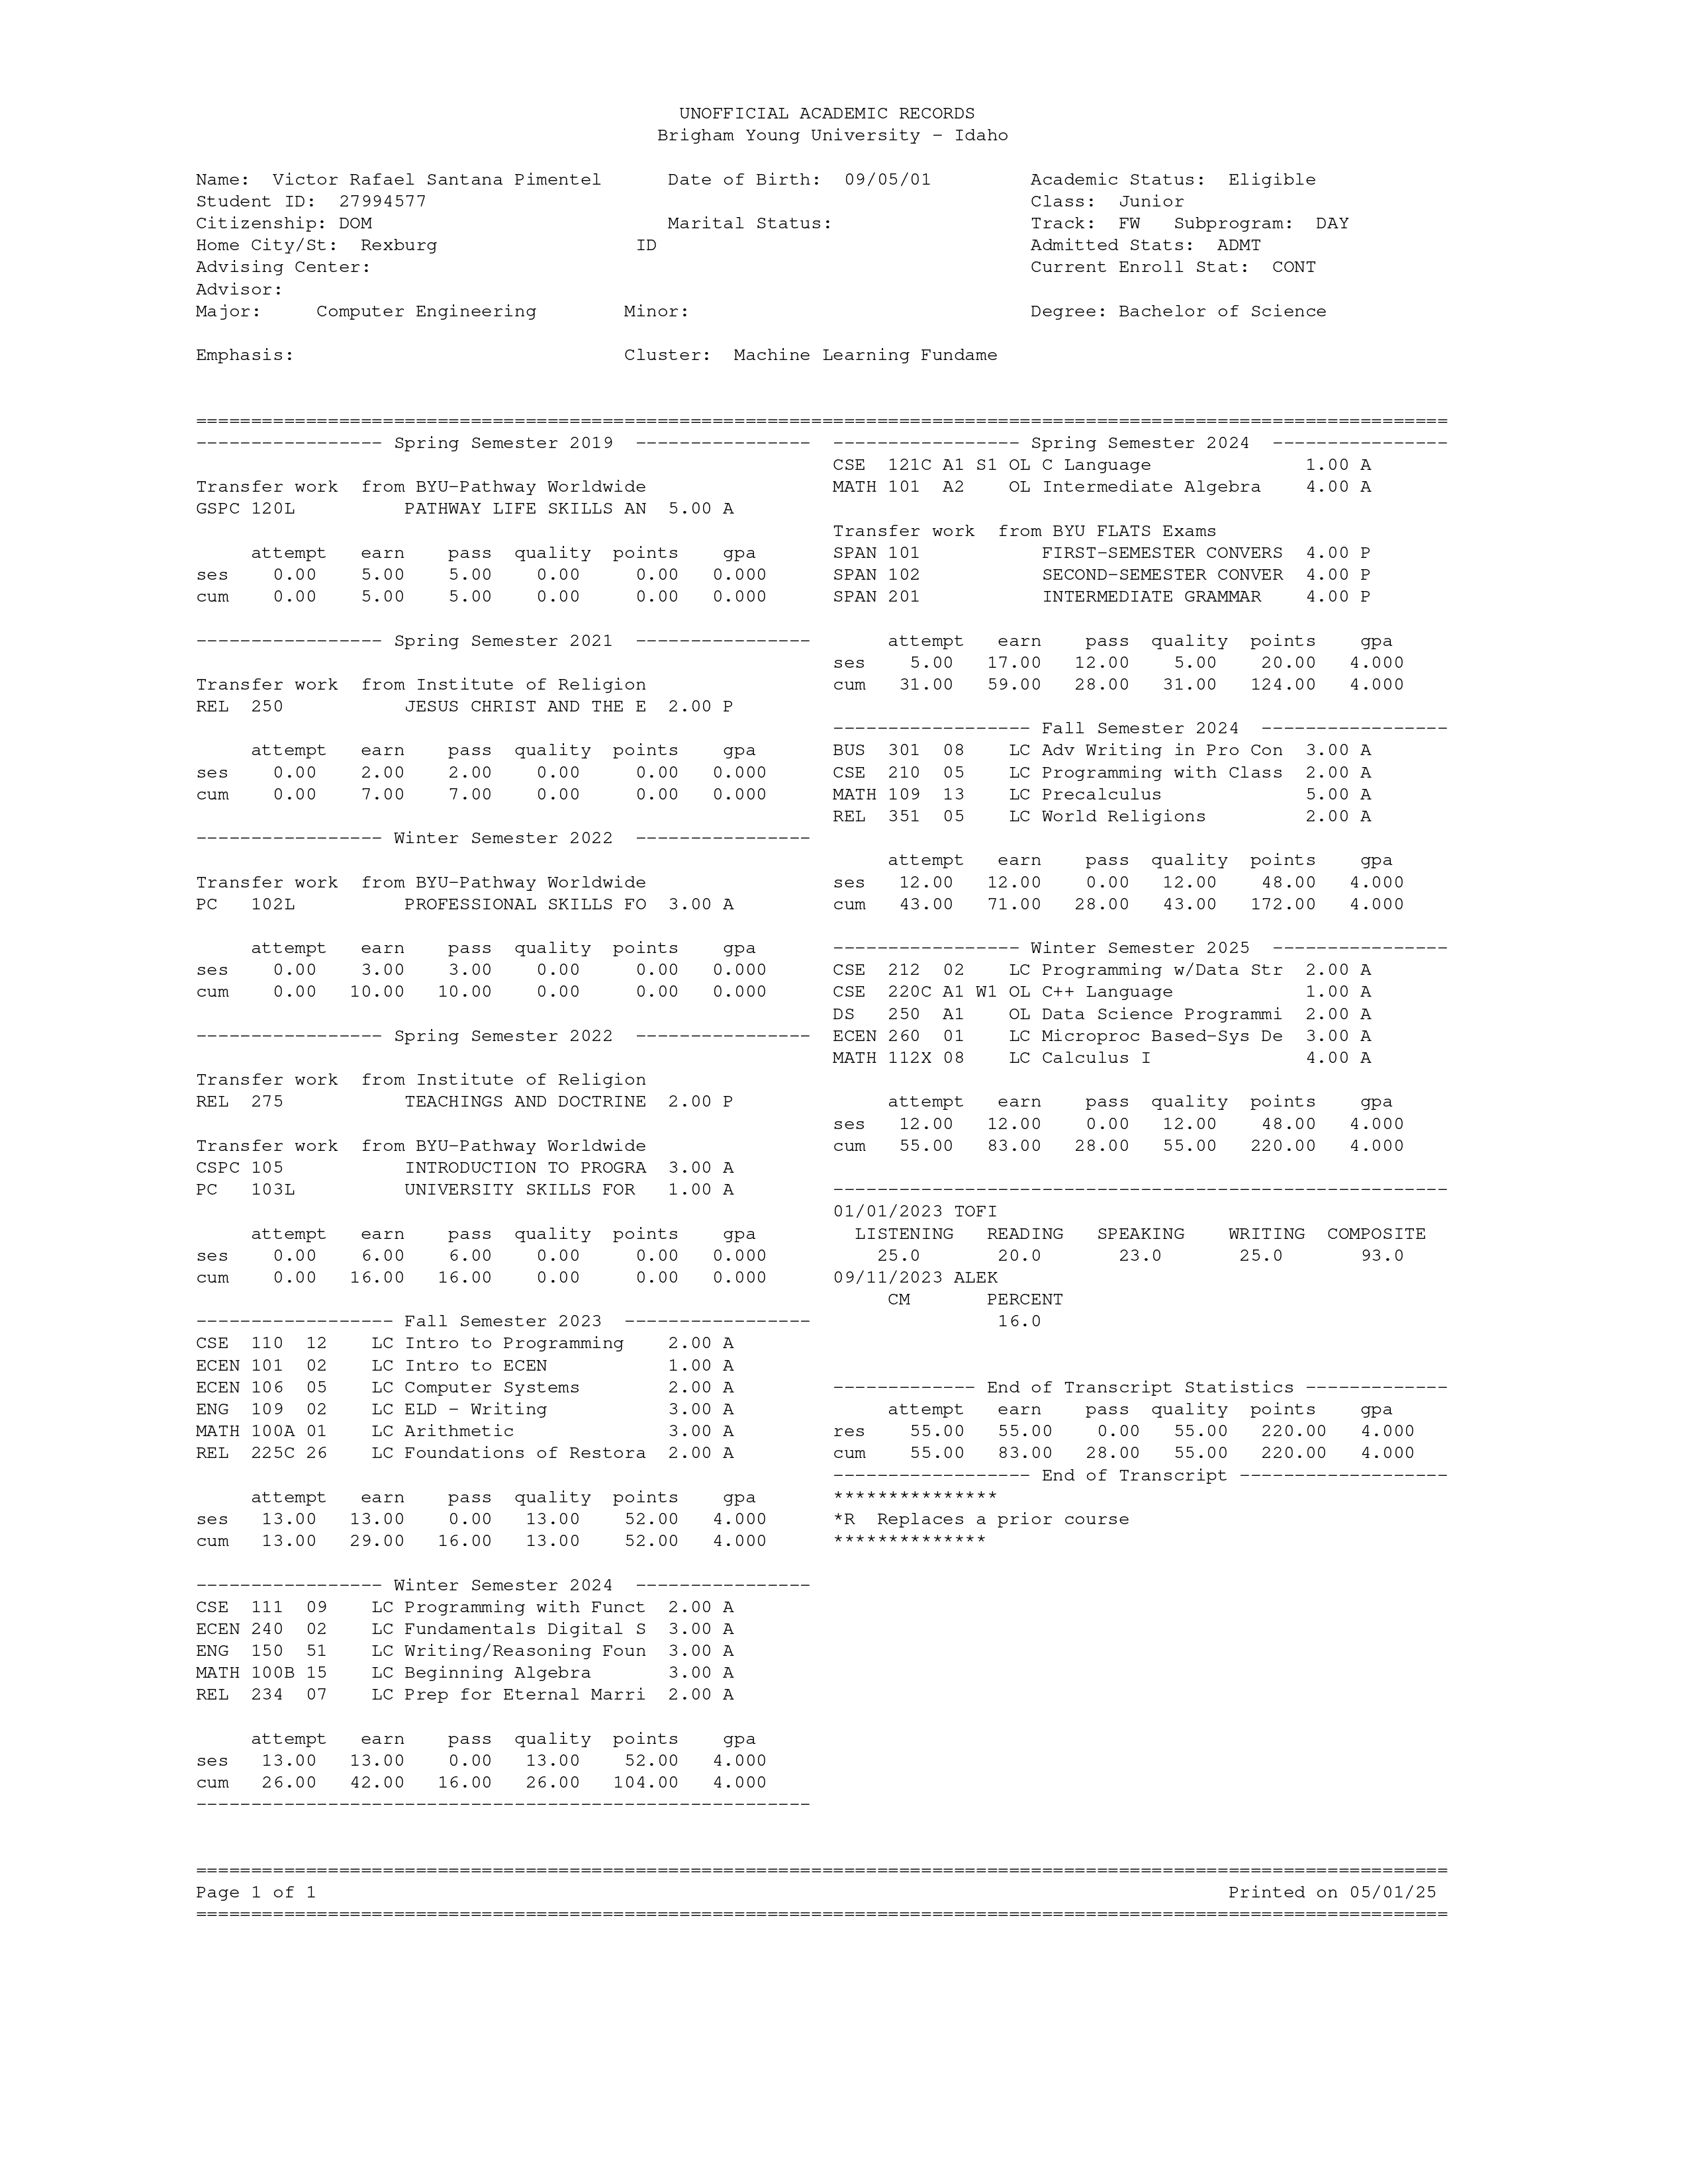 UNOFFICIAL ACADEMIC RECORDS
Brigham Young University - Idaho
Name: Victor Rafael Santana Pimentel Date of Birth: 09/05/01 Academic Status: Eligible
Student ID: 27994577 Class: Junior
Citizenship: DOM Marital Status: Track: FW Subprogram: DAY
Home City/St: Rexburg ID Admitted Stats: ADMT
Advising Center: Current Enroll Stat: CONT
Advisor:
Major: Computer Engineering Minor: Degree: Bachelor of Science
Emphasis: Cluster: Machine Learning Fundame
----------------- Spring Semester 2019 ----------------
Transfer work from BYU-Pathway Worldwide
GSPC 120L PATHWAY LIFE SKILLS AN 5.00 A
attempt earn pass quality points gpa
ses 0.00 5.00 5.00 0.00 0.00 0.000
cum 0.00 5.00 5.00 0.00 0.00 0.000
----------------- Spring Semester 2021 ----------------
Transfer work from Institute of Religion
REL 250 JESUS CHRIST AND THE E 2.00 P
attempt earn pass quality points gpa
ses 0.00 2.00 2.00 0.00 0.00 0.000
cum 0.00 7.00 7.00 0.00 0.00 0.000
----------------- Winter Semester 2022 ----------------
Transfer work from BYU-Pathway Worldwide
PC 102L PROFESSIONAL SKILLS FO 3.00 A
attempt earn pass quality points gpa
ses 0.00 3.00 3.00 0.00 0.00 0.000
cum 0.00 10.00 10.00 0.00 0.00 0.000
----------------- Spring Semester 2022 ----------------
Transfer work from Institute of Religion
REL 275 TEACHINGS AND DOCTRINE 2.00 P
Transfer work from BYU-Pathway Worldwide
CSPC 105 INTRODUCTION TO PROGRA 3.00 A
PC 103L UNIVERSITY SKILLS FOR 1.00 A
attempt earn pass quality points gpa
ses 0.00 6.00 6.00 0.00 0.00 0.000
cum 0.00 16.00 16.00 0.00 0.00 0.000
------------------ Fall Semester 2023 -----------------
CSE 110 12 LC Intro to Programming 2.00 A
ECEN 101 02 LC Intro to ECEN 1.00 A
ECEN 106 05 LC Computer Systems 2.00 A
ENG 109 02 LC ELD - Writing 3.00 A
MATH 100A 01 LC Arithmetic 3.00 A
REL 225C 26 LC Foundations of Restora 2.00 A
attempt earn pass quality points gpa
ses 13.00 13.00 0.00 13.00 52.00 4.000
cum 13.00 29.00 16.00 13.00 52.00 4.000
----------------- Winter Semester 2024 ----------------
CSE 111 09 LC Programming with Funct 2.00 A
ECEN 240 02 LC Fundamentals Digital S 3.00 A
ENG 150 51 LC Writing/Reasoning Foun 3.00 A
MATH 100B 15 LC Beginning Algebra 3.00 A
REL 234 07 LC Prep for Eternal Marri 2.00 A
attempt earn pass quality points gpa
ses 13.00 13.00 0.00 13.00 52.00 4.000
cum 26.00 42.00 16.00 26.00 104.00 4.000
----------------- Spring Semester 2024 ----------------
CSE 121C A1 S1 OL C Language 1.00 A
MATH 101 A2 OL Intermediate Algebra 4.00 A
Transfer work from BYU FLATS Exams
SPAN 101 FIRST-SEMESTER CONVERS 4.00 P
SPAN 102 SECOND-SEMESTER CONVER 4.00 P
SPAN 201 INTERMEDIATE GRAMMAR 4.00 P
attempt earn pass quality points gpa
ses 5.00 17.00 12.00 5.00 20.00 4.000
cum 31.00 59.00 28.00 31.00 124.00 4.000
------------------ Fall Semester 2024 -----------------
BUS 301 08 LC Adv Writing in Pro Con 3.00 A
CSE 210 05 LC Programming with Class 2.00 A
MATH 109 13 LC Precalculus 5.00 A
REL 351 05 LC World Religions 2.00 A
attempt earn pass quality points gpa
ses 12.00 12.00 0.00 12.00 48.00 4.000
cum 43.00 71.00 28.00 43.00 172.00 4.000
----------------- Winter Semester 2025 ----------------
CSE 212 02 LC Programming w/Data Str 2.00 A
CSE 220C A1 W1 OL C++ Language 1.00 A
DS 250 A1 OL Data Science Programmi 2.00 A
ECEN 260 01 LC Microproc Based-Sys De 3.00 A
MATH 112X 08 LC Calculus I 4.00 A
attempt earn pass quality points gpa
ses 12.00 12.00 0.00 12.00 48.00 4.000
cum 55.00 83.00 28.00 55.00 220.00 4.000
01/01/2023 TOFI
LISTENING READING SPEAKING WRITING COMPOSITE
25.0 20.0 23.0 25.0 93.0
09/11/2023 ALEK
CM PERCENT
16.0
------------- End of Transcript Statistics -------------
attempt earn pass quality points gpa
res 55.00 55.00 0.00 55.00 220.00 4.000
cum 55.00 83.00 28.00 55.00 220.00 4.000
------------------ End of Transcript -------------------
***************
*R Replaces a prior course
**************
Page 1 of 1 Printed on 05/01/25